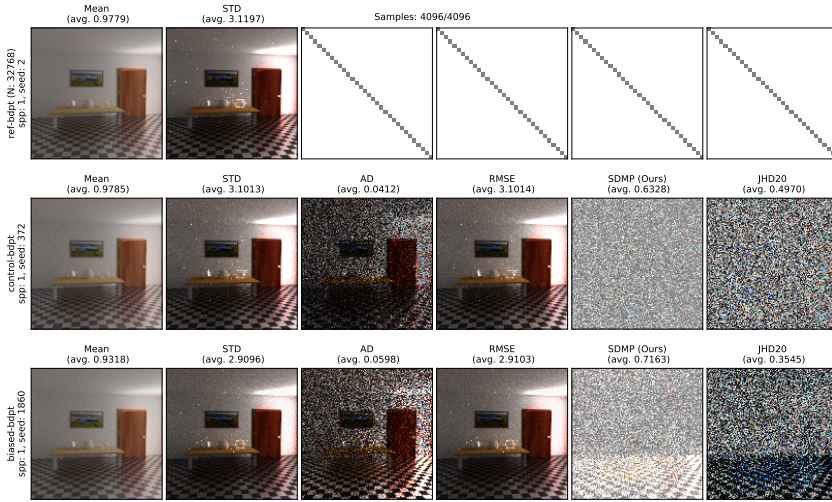 Samples: 4096/4096
Mean
(avg. 0.9779)
STD
(avg. 3.1197)
ref-bdpt (N: 32768)
spp: 1, seed: 2
Mean
(avg. 0.9785)
STD
(avg. 3.1013)
AD
(avg. 0.0412)
RMSE
(avg. 3.1014)
SDMP (Ours)
(avg. 0.6328)
JHD20
(avg. 0.4970)
control-bdpt
spp: 1, seed: 372
Mean
(avg. 0.9318)
STD
(avg. 2.9096)
AD
(avg. 0.0598)
RMSE
(avg. 2.9103)
SDMP (Ours)
(avg. 0.7163)
JHD20
(avg. 0.3545)
biased-bdpt
spp: 1, seed: 1860